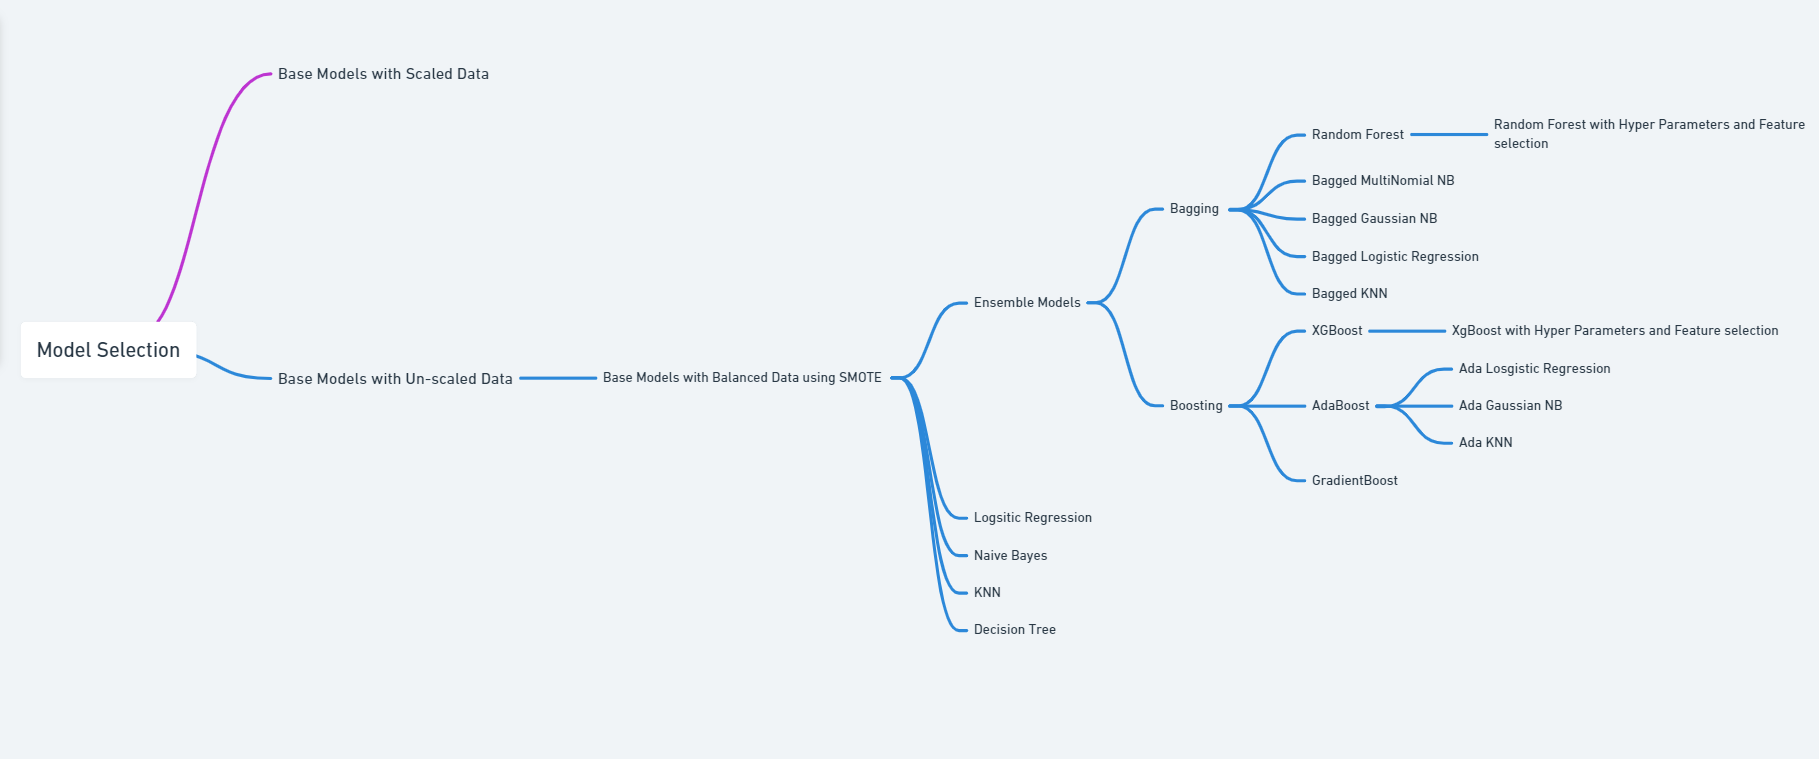 Model Selection
Base Models with Scaled Data
Base Models with Un-scaled Data
Base Models with Balanced Data using SMOTE
Ensemble Models
Bagging
Random Forest
Random Forest with Hyper Parameters and Feature
selection
Bagged MultiNomial NB
Bagged Gaussian NB
Bagged Logistic Regression
Bagged KNN
Boosting
XGBoost
XgBoost with Hyper Parameters and Feature selection
AdaBoost
Ada Losgistic Regression
Ada Gaussian NB
Ada KNN
GradientBoost
Logsitic Regression
Naive Bayes
KNN
Decision Tree